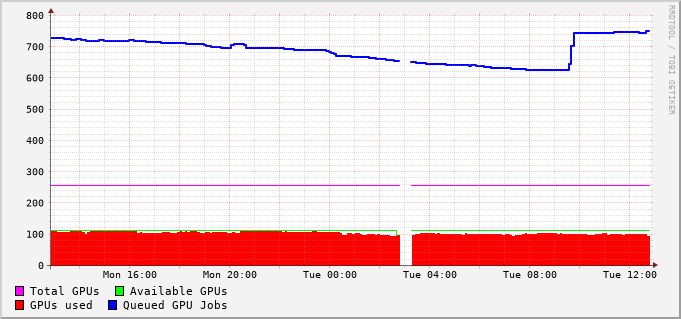 800
700
600
500
400
300
200
100
0
Mon 16:00 Mon 20:00 Tue 00:00 Tue 04:00 Tue 08:00 Tue 12:00
Total GPUs Available GPUs
GPUs used Queued GPU Jobs
RRDTOOL / TOBI OETIKER